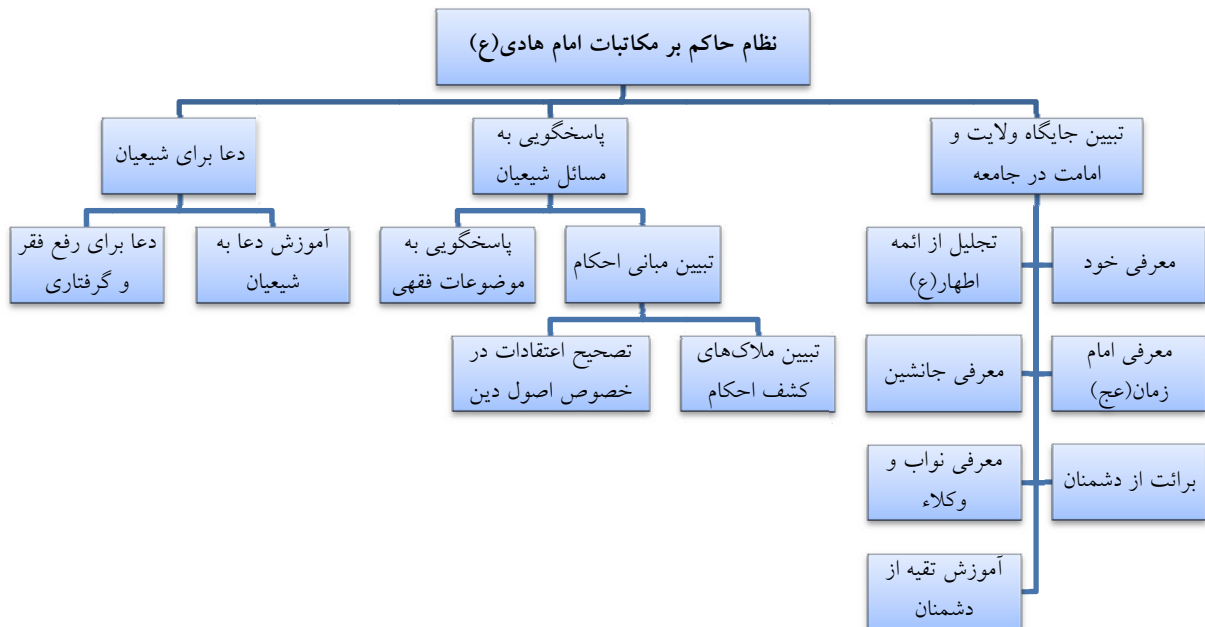 نظام حاکم بر مکاتبات امام هادی(ع)
تبیین جایگاه ولایت و
امامت در جامعه
معرفی خود
تجلیل از ائمه
اطهار(ع)
معرفی امام
زمان(عج)
معرفی جانشین
برائت از دشمنان
معرفی نواب و
وکلاء
آموزش تقیه از
دشمنان
پاسخگویی به
مسائل شیعیان
تبیین مبانی احکام
تبیین ملاک‌های
کشف احکام
تصحیح اعتقادات در
خصوص اصول دین
پاسخگویی به
موضوعات فقهی
دعا برای شیعیان
آموزش دعا به
شیعیان
دعا برای رفع فقر
و گرفتاری